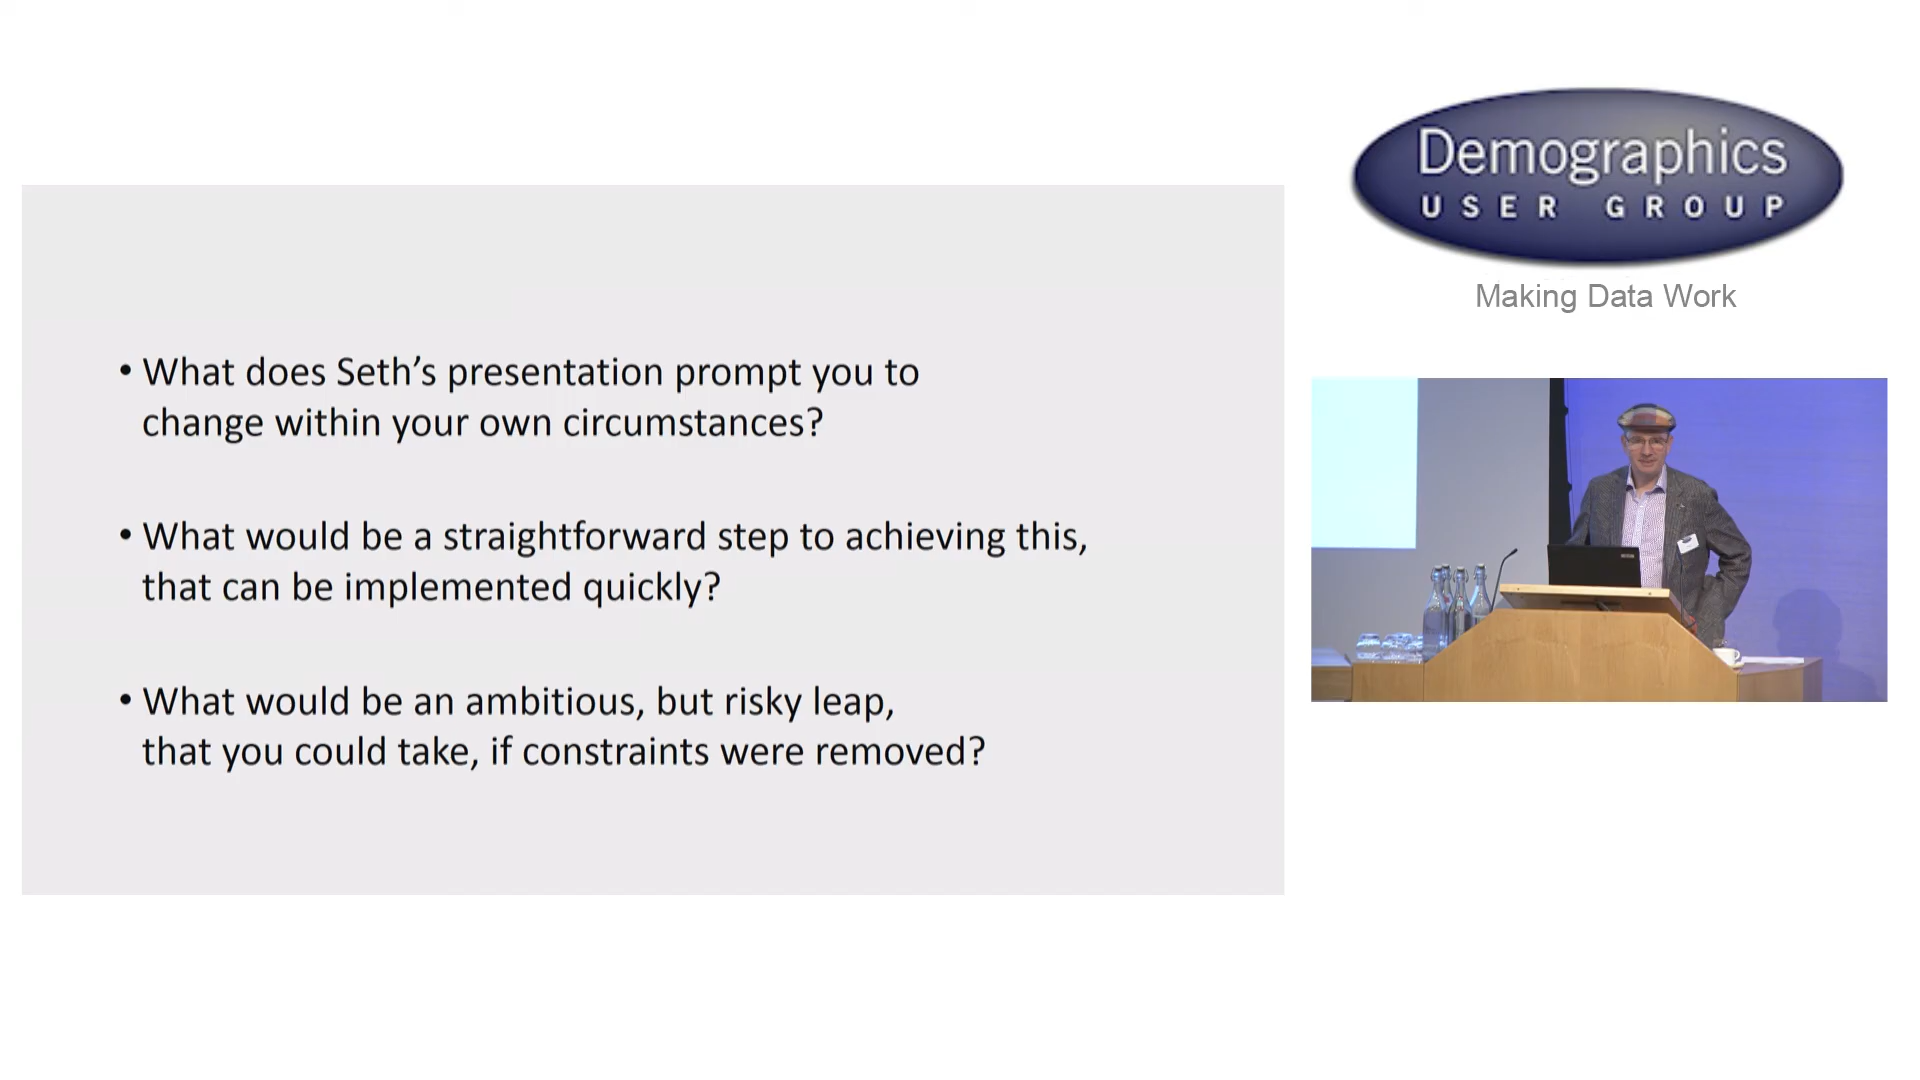 Demographics
USER GROUP
Making Data Work
• What does Seth’s presentation prompt you to
change within your own circumstances?
• What would be a straightforward step to achieving this,
that can be implemented quickly?
• What would be an ambitious, but risky leap,
that you could take, if constraints were removed?